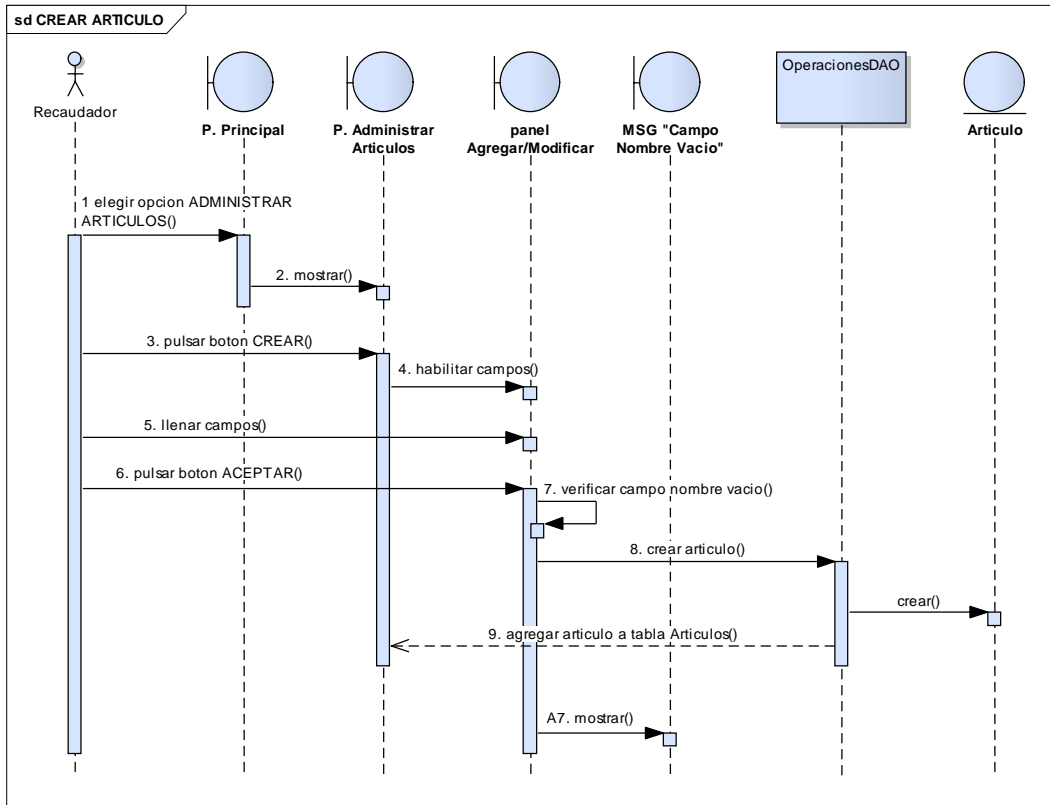 sd CREAR ARTICULO
OperacionesDAO
Recaudador
P. Principal
P. Administrar
Articulos
panel
Agregar/Modificar
MSG "Campo
Nombre Vacio"
Articulo
1 elegir opcion ADMINISTRAR
ARTICULOS()
2. mostrar()
3. pulsar boton CREAR()
4. habilitar campos()
5. llenar campos()
6. pulsar boton ACEPTAR()
7. verificar campo nombre vacio()
8. crear articulo()
crear()
9. agregar articulo a tabla Articulos()
A7. mostrar()